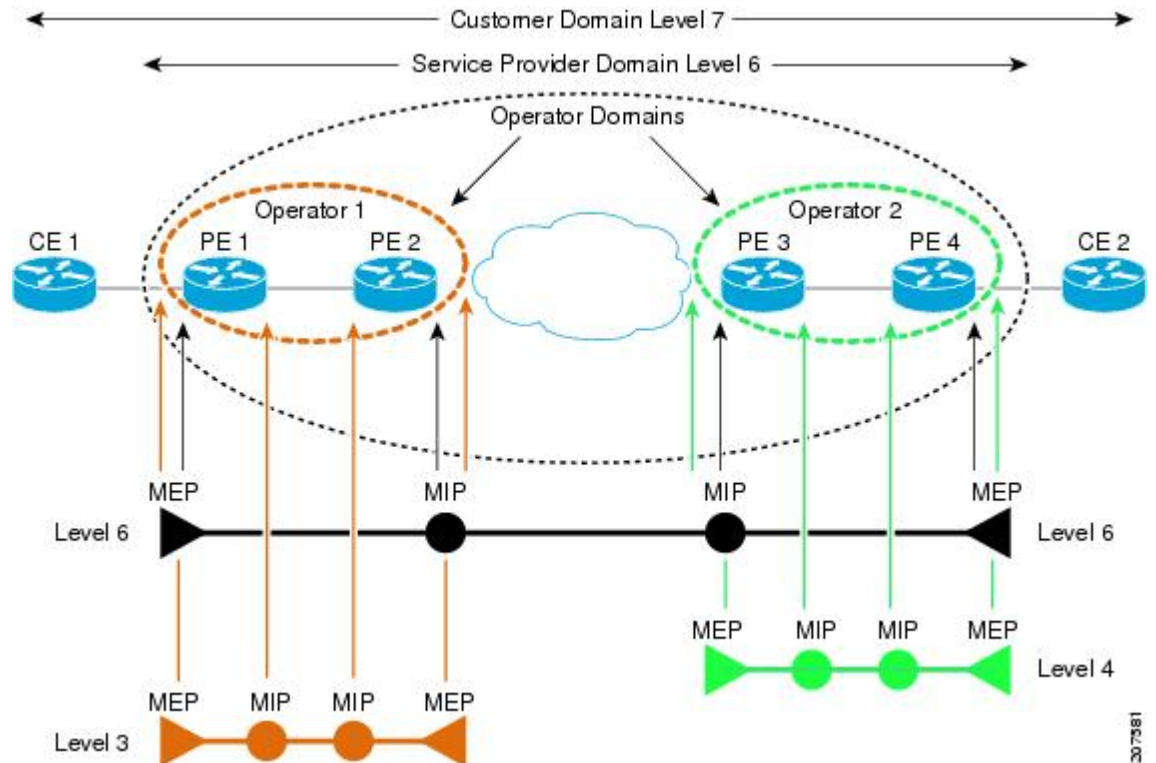 Customer Domain Level 7
Service Provider Domain Level 6
Operator Domains
Operator 1
Operator 2
CE 1
PE 1
PE 2
PE 3
PE 4
CE 2
MEP
MIP
MIP
MEP
Level 6
Level 6
MEP
MIP
MIP
MEP
Level 4
MEP
MIP
MIP
MEP
Level 3
207581